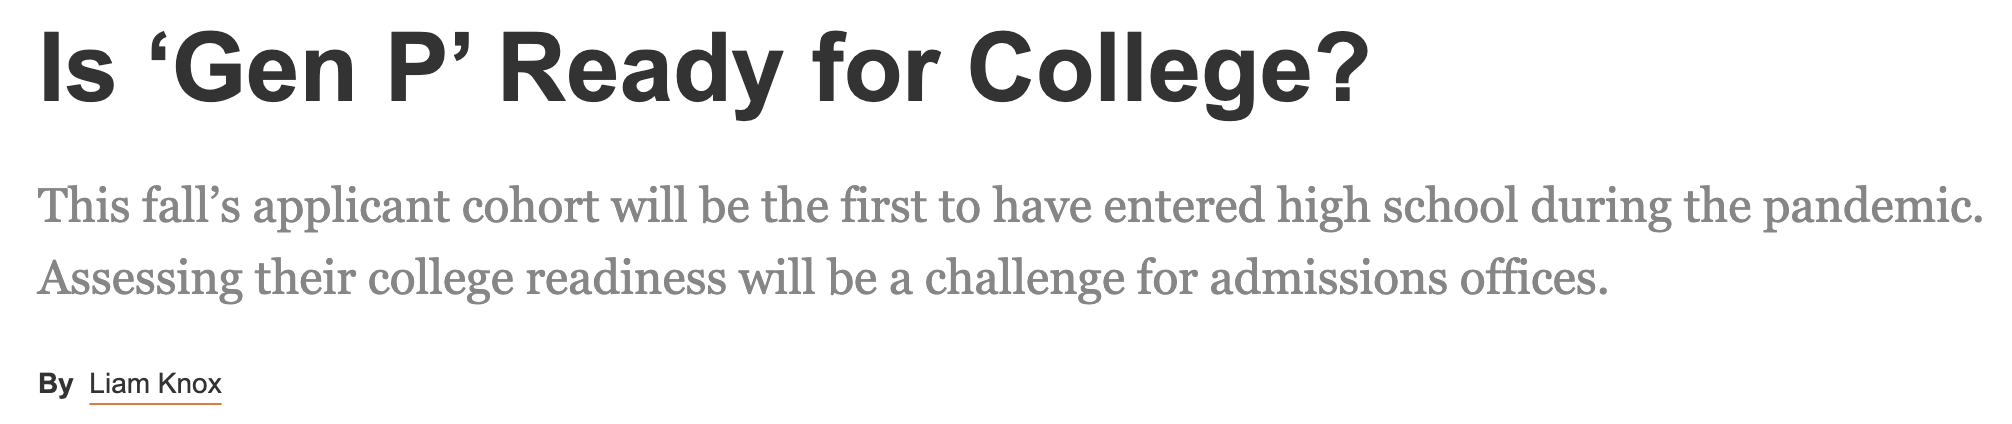 Is ‘Gen P’ Ready for College?
This fall’s applicant cohort will be the first to have entered high school during the pandemic.
Assessing their college readiness will be a challenge for admissions offices.
By Liam Knox